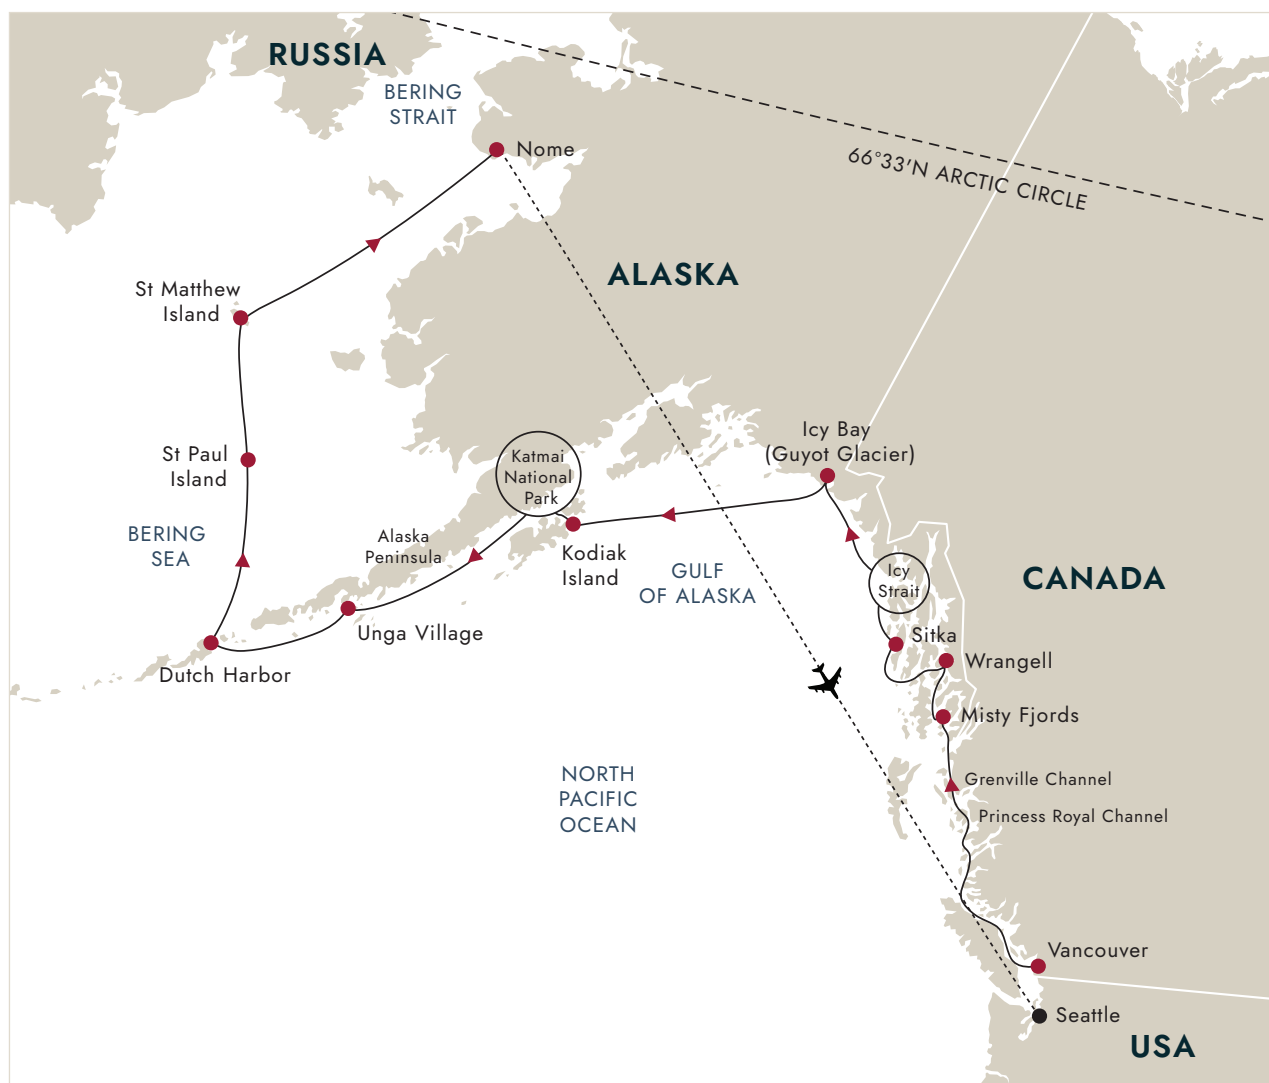 RUSSIA
BERING
STRAIT
Nome
66°33'N ARCTIC CIRCLE
ALASKA
St Matthew
Island
Icy Bay
(Guyot Glacier)
St Paul
Island
Katmai
National
Park
BERING
SEA
Alaska
Peninsula
Kodiak
Island
GULF
OF ALASKA
Icy
Strait
CANADA
Unga Village
Sitka
Dutch Harbor
Wrangell
Misty Fjords
NORTH
PACIFIC
OCEAN
Grenville Channel
Princess Royal Channel
Vancouver
Seattle
USA